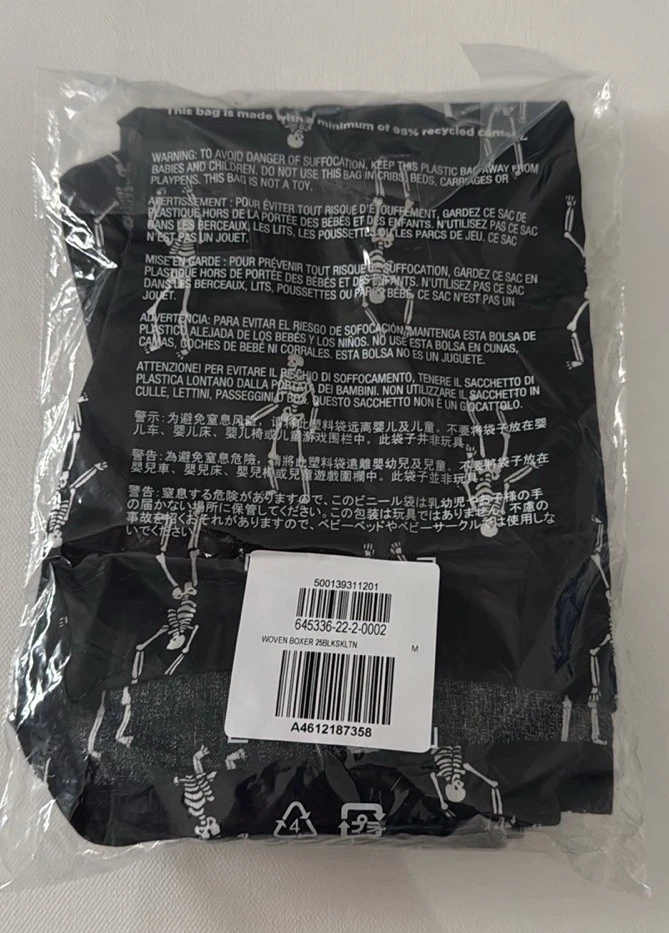 This bag is made with a minimum of 95% recycled content.
WARNING: TO AVOID DANGER OF SUFFOCATION, KEEP THIS PLASTIC BAG AWAY FROM
BABIES AND CHILDREN. DO NOT USE THIS BAG IN CRIBS, BEDS, CARRIAGES OR
PLAYPENS. THIS BAG IS NOT A TOY.
AVERTISSEMENT : POUR ÉVITER TOUT RISQUE D'ÉTOUFFEMENT, GARDEZ CE SAC DE
PLASTIQUE HORS DE LA PORTÉE DES BÉBÉS ET DES ENFANTS. N'UTILISEZ PAS CE SAC
DANS LES BERCEAUX, LES LITS, LES POUSSETTES OU LES PARCS DE JEU. CE SAC
N'EST PAS UN JOUET.
MISE EN GARDE : POUR PRÉVENIR TOUT RISQUE DE SUFFOCATION, GARDEZ CE SAC EN
PLASTIQUE HORS DE PORTÉE DES BÉBÉS ET DES ENFANTS. N'UTILISEZ PAS CE SAC
DANS LES BERCEAUX, LITS, POUSSETTES OU PARCS BÉBÉ. CE SAC N'EST PAS UN
JOUET.
ADVERTENCIA: PARA EVITAR EL RIESGO DE SOFOCACIÓN, MANTENGA ESTA BOLSA DE
PLÁSTICO ALEJADA DE LOS BEBÉS Y LOS NIÑOS. NO USE ESTA BOLSA EN CUNAS,
CAMAS, COCHES DE BEBÉ NI CORRALES. ESTA BOLSA NO ES UN JUGUETE.
ATTENZIONE! PER EVITARE IL RISCHIO DI SOFFOCAMENTO, TENERE IL SACCHETTO DI
PLASTICA LONTANO DALLA PORTATA DEI BAMBINI. NON UTILIZZARE IL SACCHETTO IN
CULLE, LETTINI, PASSEGGINI O BOX. QUESTO SACCHETTO NON È UN GIOCATTOLO.
警示：为避免窒息风险，请将此塑料袋远离婴儿及儿童。不要将袋子放在婴
儿车、婴儿床、婴儿椅或儿童游戏围栏中。此袋子并非玩具。
警告：為避免窒息危險，請將此塑料袋遠離嬰幼兒及兒童。不要將袋子放在
嬰兒車、嬰兒床、嬰兒椅或兒童遊戲圍欄中。此袋子並非玩具。
警告：窒息する危険がありますので、このビニール袋は乳幼児やお子様の手
の届かない場所に保管してください。この包装は玩具ではありません。不慮の
事故を招くおそれがありますので、ベビーベッドやベビーサークルでは使用しな
いでください。
500139311201
645336-22-2-0002
WOVEN BOXER 25BLKSKLTN M
A4612187358
4